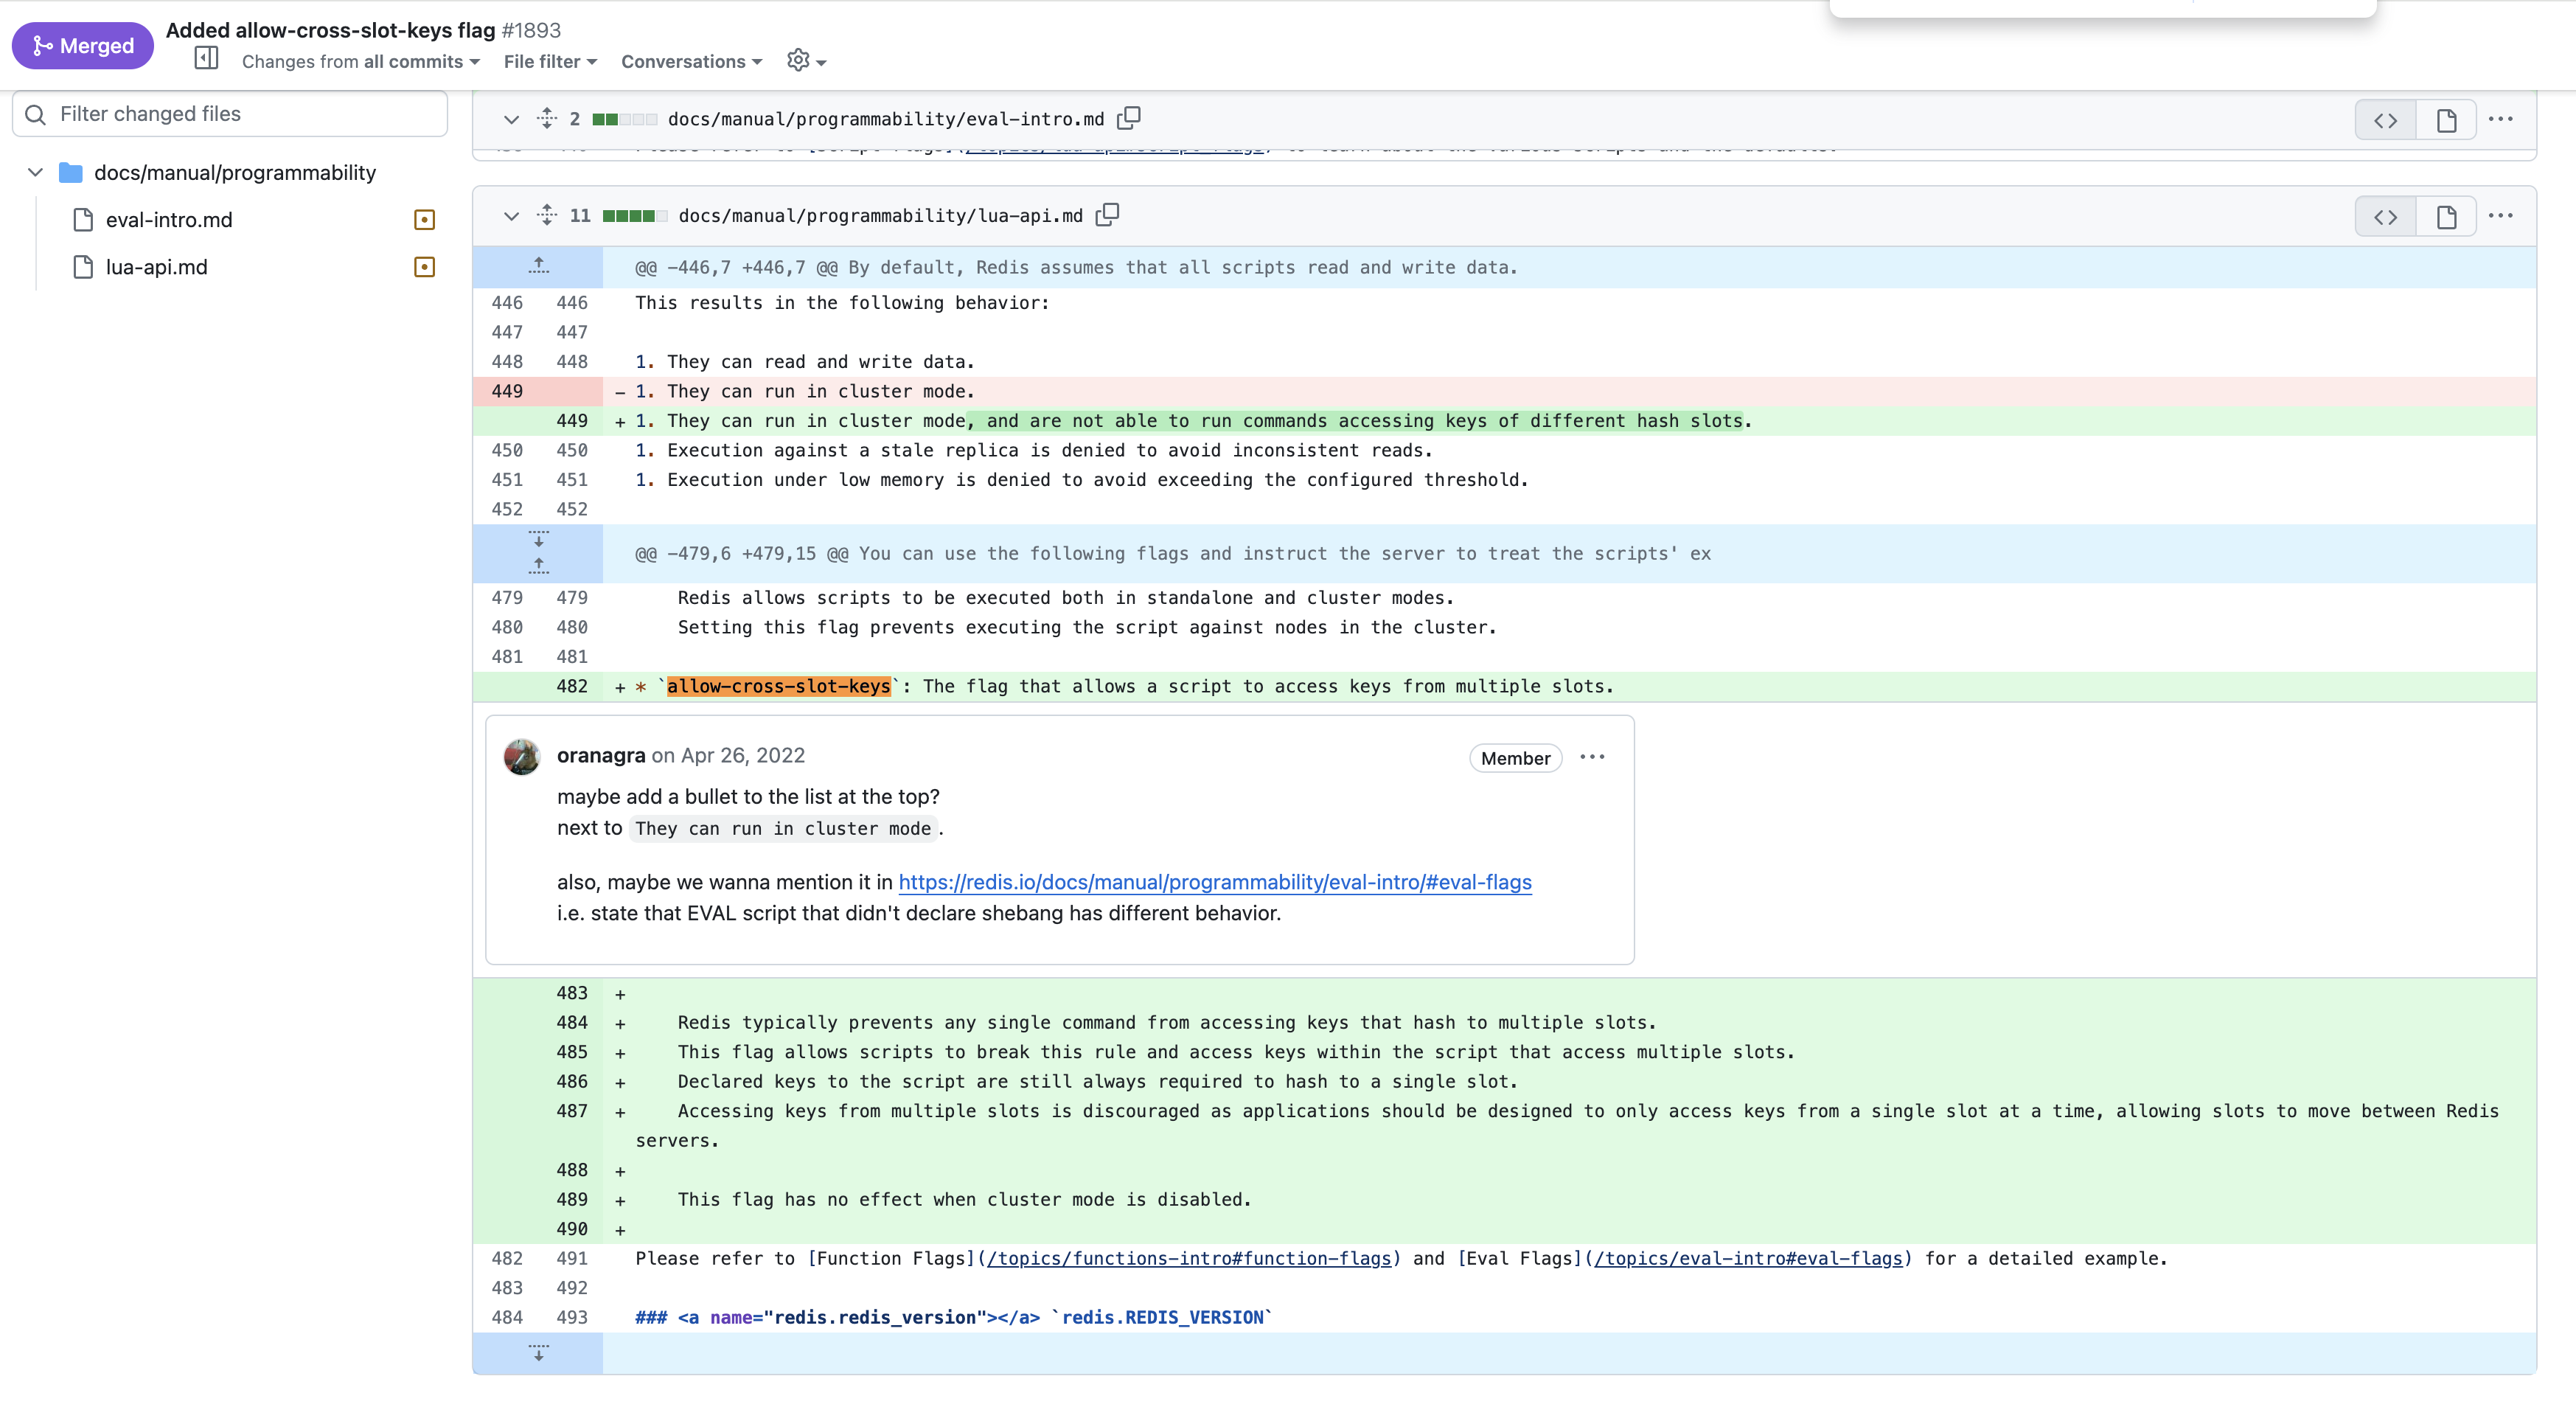 Merged
Added allow-cross-slot-keys flag #1893
Changes from all commits File filter Conversations
Filter changed files
docs/manual/programmability
eval-intro.md
lua-api.md
2 docs/manual/programmability/eval-intro.md
11 docs/manual/programmability/lua-api.md
@@ -446,7 +446,7 @@ By default, Redis assumes that all scripts read and write data.
446 446 This results in the following behavior:
447 447
448 448 1. They can read and write data.
449 - 1. They can run in cluster mode.
449 + 1. They can run in cluster mode, and are not able to run commands accessing keys of different hash slots.
450 450 1. Execution against a stale replica is denied to avoid inconsistent reads.
451 451 1. Execution under low memory is denied to avoid exceeding the configured threshold.
452 452
@@ -479,6 +479,15 @@ You can use the following flags and instruct the server to treat the scripts' ex
479 479 Redis allows scripts to be executed both in standalone and cluster modes.
480 480 Setting this flag prevents executing the script against nodes in the cluster.
481 481
482 + * `allow-cross-slot-keys`: The flag that allows a script to access keys from multiple slots.
oranagra on Apr 26, 2022 Member
maybe add a bullet to the list at the top?
next to They can run in cluster mode.
also, maybe we wanna mention it in https://redis.io/docs/manual/programmability/eval-intro/#eval-flags
i.e. state that EVAL script that didn't declare shebang has different behavior.
483 +
484 + Redis typically prevents any single command from accessing keys that hash to multiple slots.
485 + This flag allows scripts to break this rule and access keys within the script that access multiple slots.
486 + Declared keys to the script are still always required to hash to a single slot.
487 + Accessing keys from multiple slots is discouraged as applications should be designed to only access keys from a single slot at a time, allowing slots to move between Redis
servers.
488 +
489 + This flag has no effect when cluster mode is disabled.
490 +
482 491 Please refer to [Function Flags](/topics/functions-intro#function-flags) and [Eval Flags](/topics/eval-intro#eval-flags) for a detailed example.
483 492
484 493 ### <a name="redis.redis_version"></a> `redis.REDIS_VERSION`